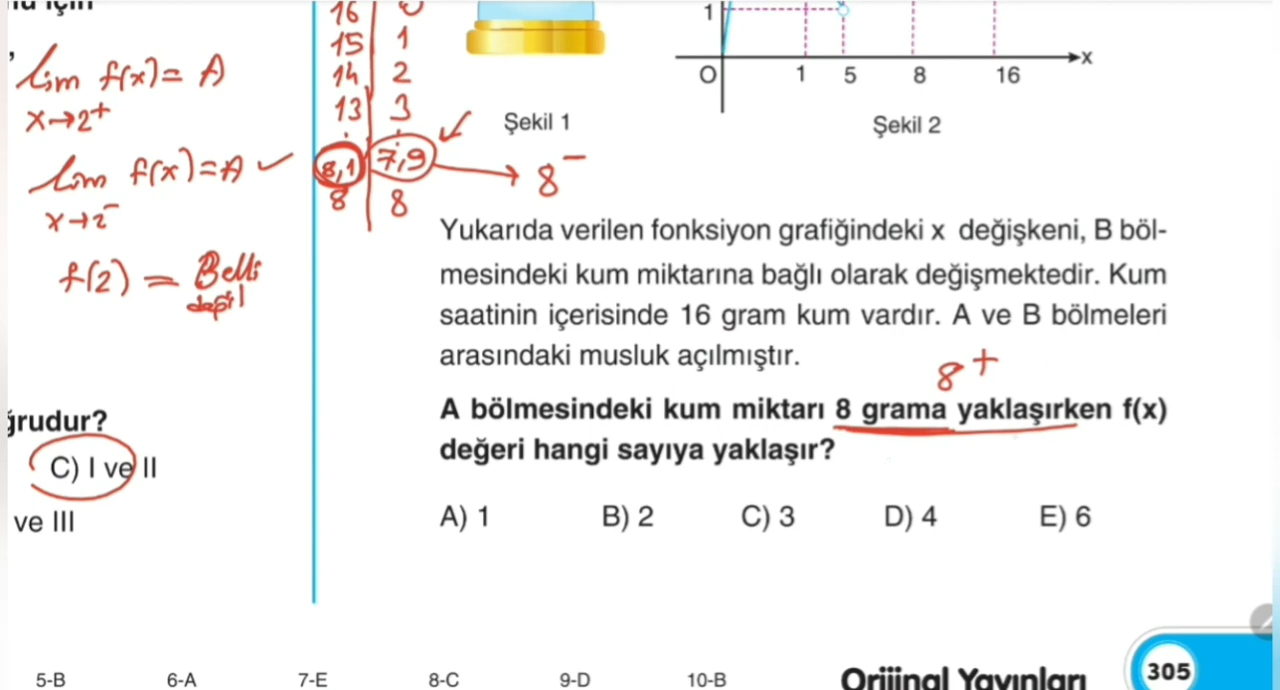 lim f(x) = A
x→2⁺
lim f(x) = A ✓
x→2⁻
f(2) = Belli
değil
ğrudur?
C) I ve II
ve III
16 0
15 1
14 2
13 3
8,1 7,9 → 8⁻
8 8
Şekil 1
1
O 1 5 8 16 x
Şekil 2
Yukarıda verilen fonksiyon grafiğindeki x değişkeni, B böl-
mesindeki kum miktarına bağlı olarak değişmektedir. Kum
saatinin içerisinde 16 gram kum vardır. A ve B bölmeleri
arasındaki musluk açılmıştır.
8⁺
A bölmesindeki kum miktarı 8 grama yaklaşırken f(x)
değeri hangi sayıya yaklaşır?
A) 1 B) 2 C) 3 D) 4 E) 6
5-B 6-A 7-E 8-C 9-D 10-B
Orijinal Yayınları
305